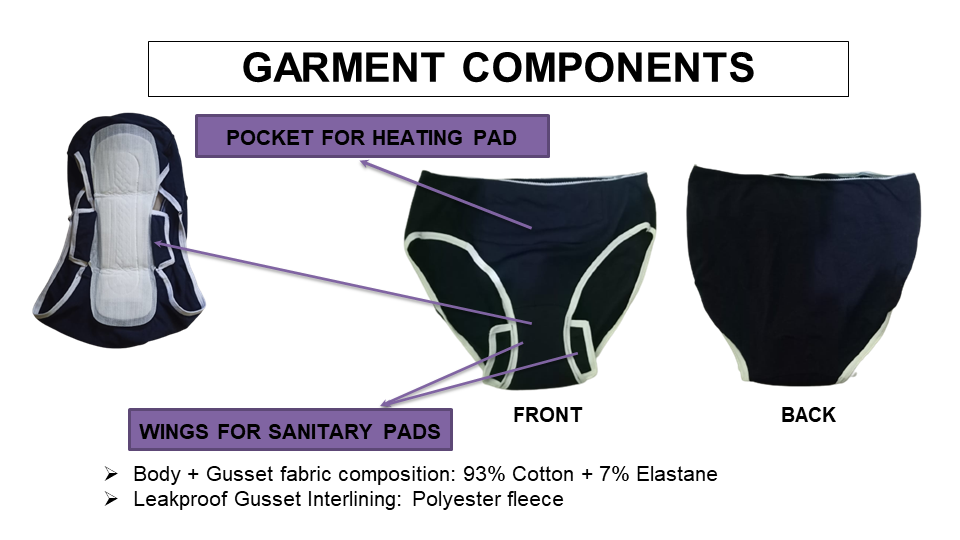 GARMENT COMPONENTS
POCKET FOR HEATING PAD
WINGS FOR SANITARY PADS
FRONT
BACK
➢ Body + Gusset fabric composition: 93% Cotton + 7% Elastane
➢ Leakproof Gusset Interlining: Polyester fleece